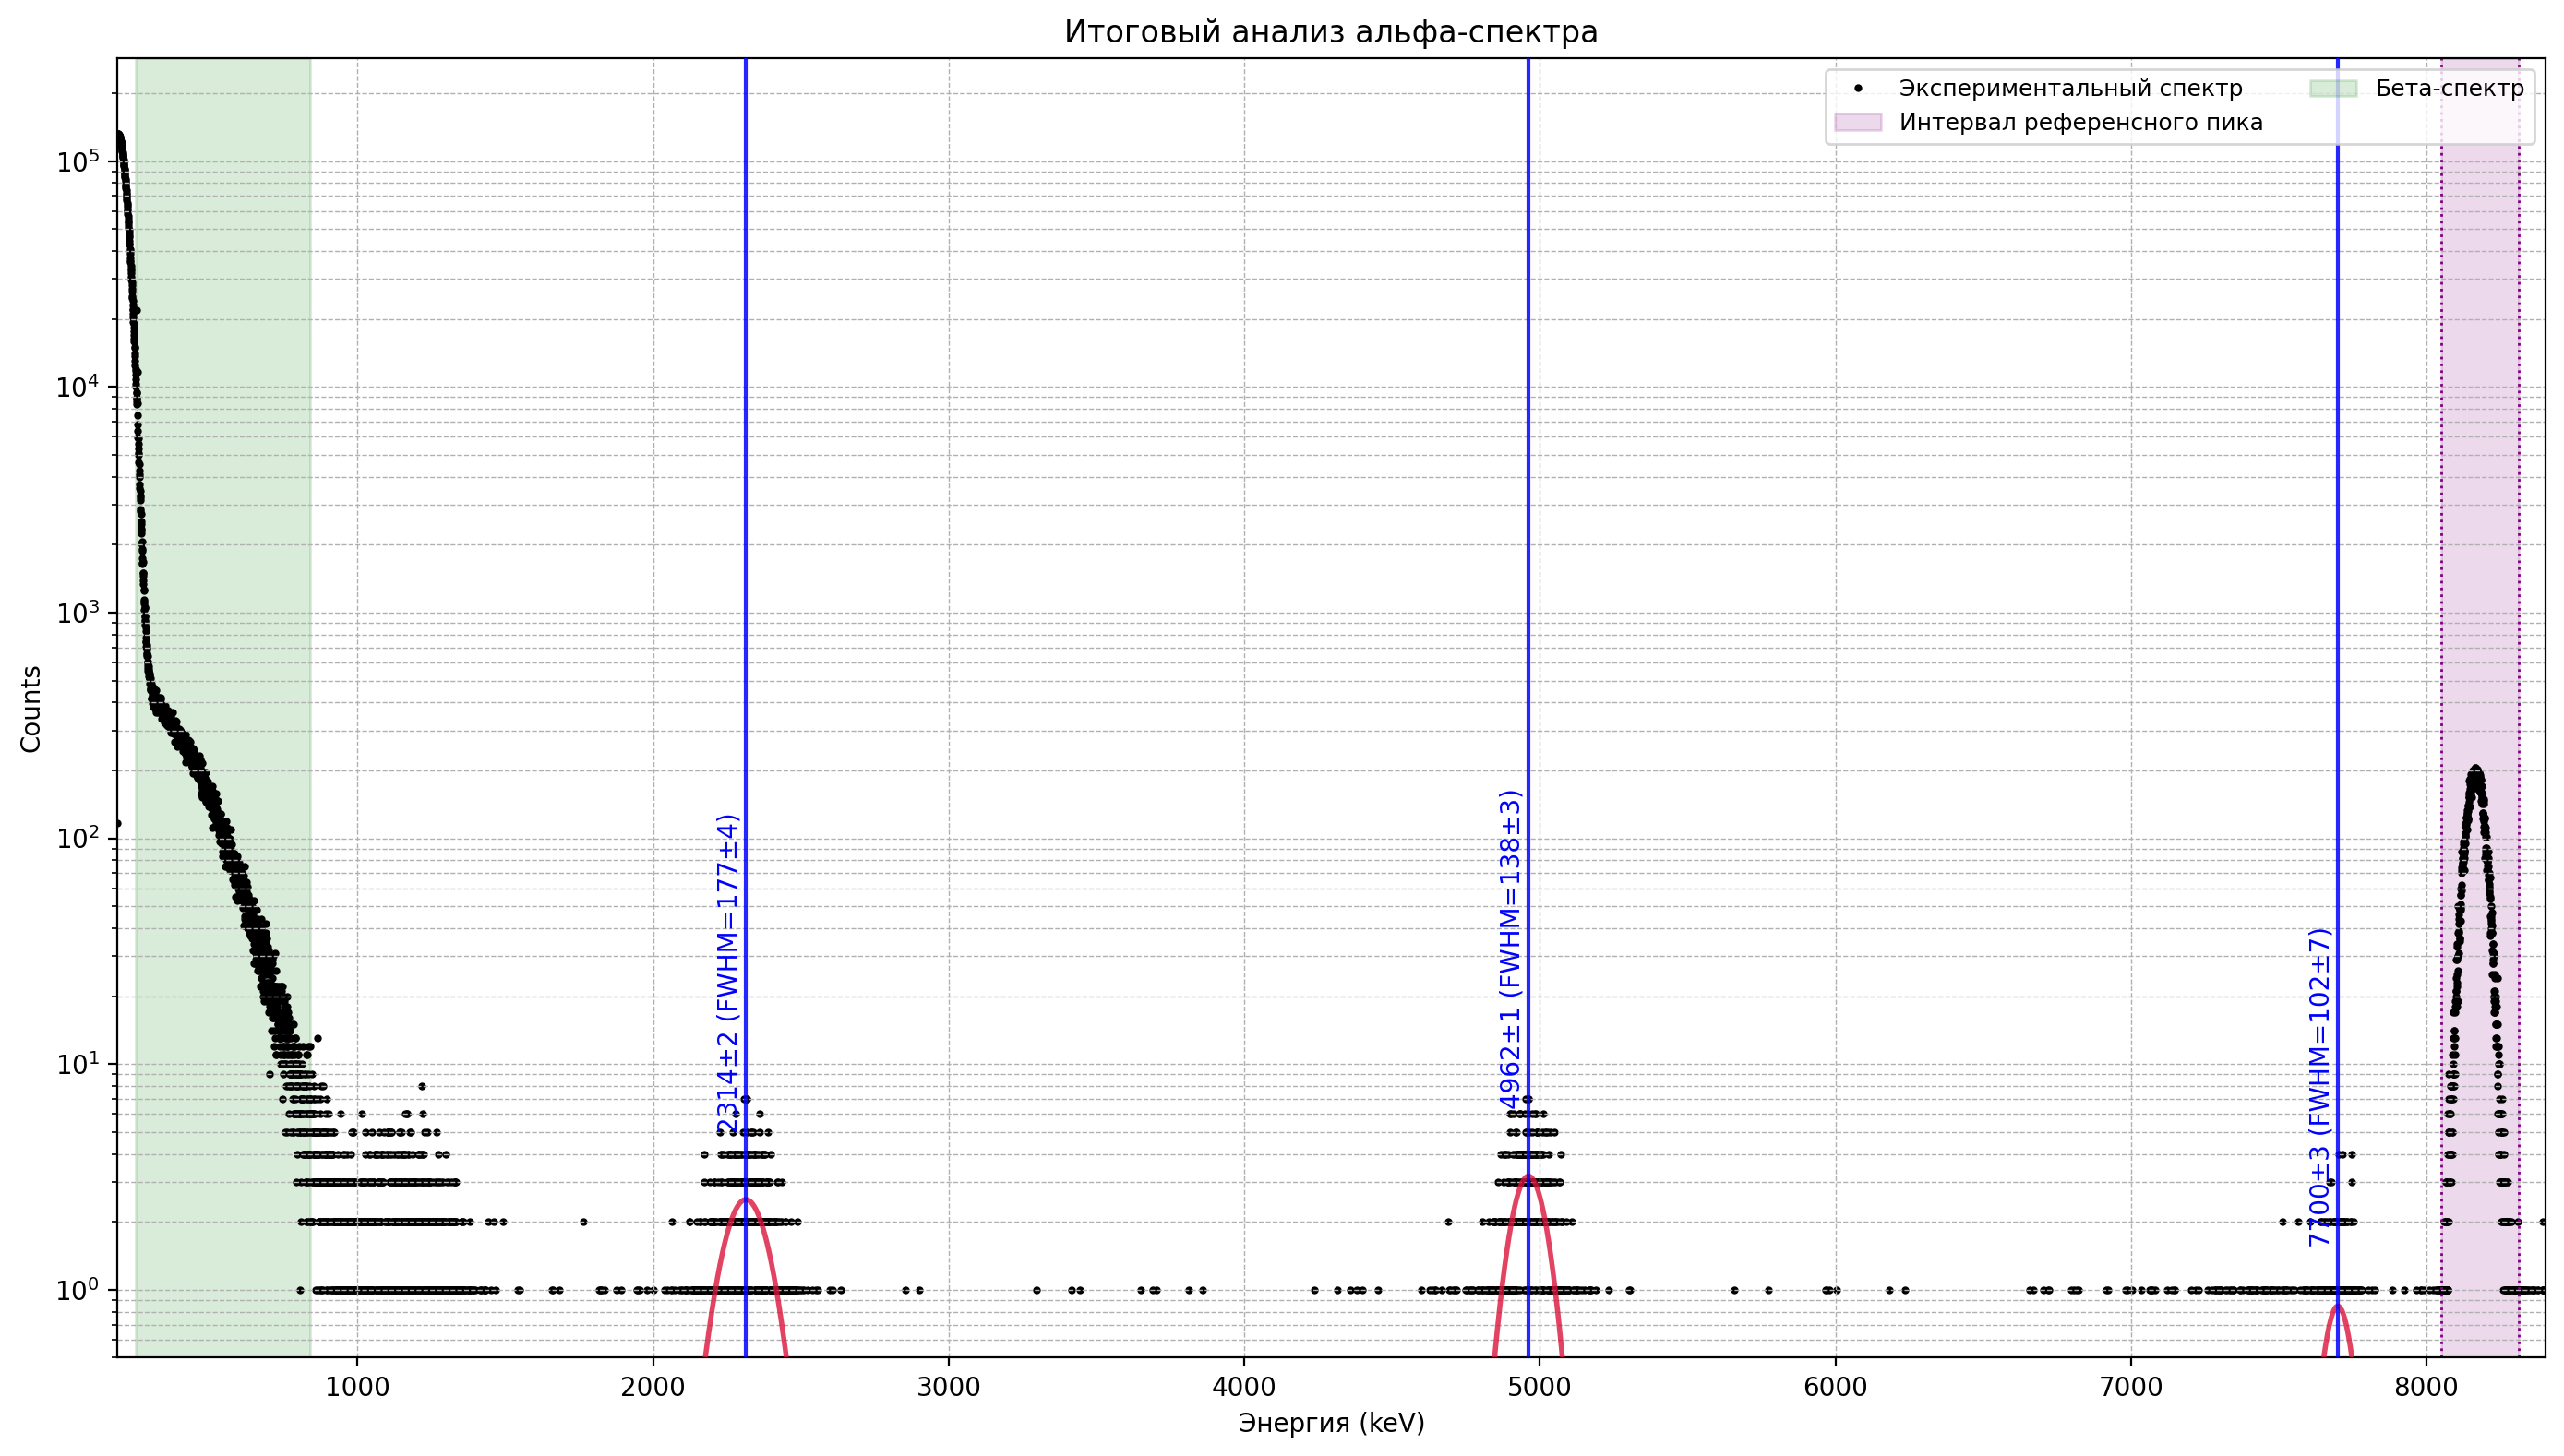 Итоговый анализ альфа-спектра
Экспериментальный спектр
Интервал референсного пика
Бета-спектр
Counts
10⁵
10⁴
10³
10²
10¹
10⁰
2314±2 (FWHM=177±4)
4962±1 (FWHM=138±3)
7700±3 (FWHM=102±7)
1000 2000 3000 4000 5000 6000 7000 8000
Энергия (keV)